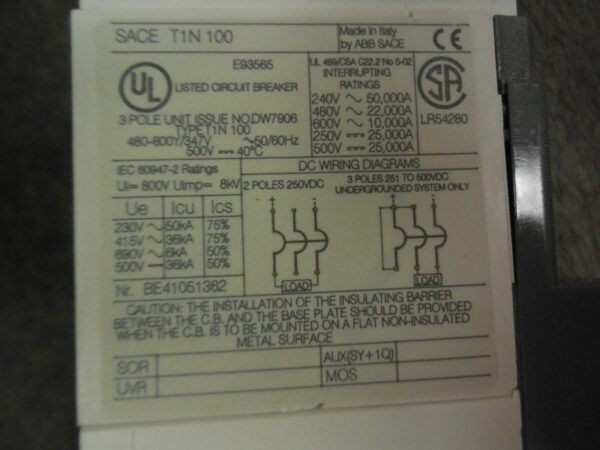 SACE T1N 100
Made in Italy
by ABB SACE
CE
E93565
UL
LISTED CIRCUIT BREAKER
3 POLE UNIT ISSUE NO.DW7906
TYPE T1N 100
480-600Y/347V ~50/60Hz
500V ⎓ 40°C
UL 489/CSA C22.2 No 5-02
INTERRUPTING
RATINGS
240V ~ 50,000A
480V ~ 22,000A
600V ~ 10,000A
250V ⎓ 25,000A
500V ⎓ 25,000A
SA
LR54280
IEC 60947-2 Ratings
Ui= 800V Uimp= 8kV
Ue Icu Ics
230V ~ 50kA 75%
415V ~ 36kA 75%
690V ~ 6kA 50%
500V ⎓ 36kA 50%
Nr. BE41051362
DC WIRING DIAGRAMS
2 POLES 250VDC
3 POLES 251 TO 500VDC
UNDERGROUNDED SYSTEM ONLY
+ -
+ -
LOAD
LOAD
CAUTION: THE INSTALLATION OF THE INSULATING BARRIER
BETWEEN THE C.B. AND THE BASE PLATE SHOULD BE PROVIDED
WHEN THE C.B. IS TO BE MOUNTED ON A FLAT NON-INSULATED
METAL SURFACE
SOR
AUX(SY+1Q)
UVR
MOS